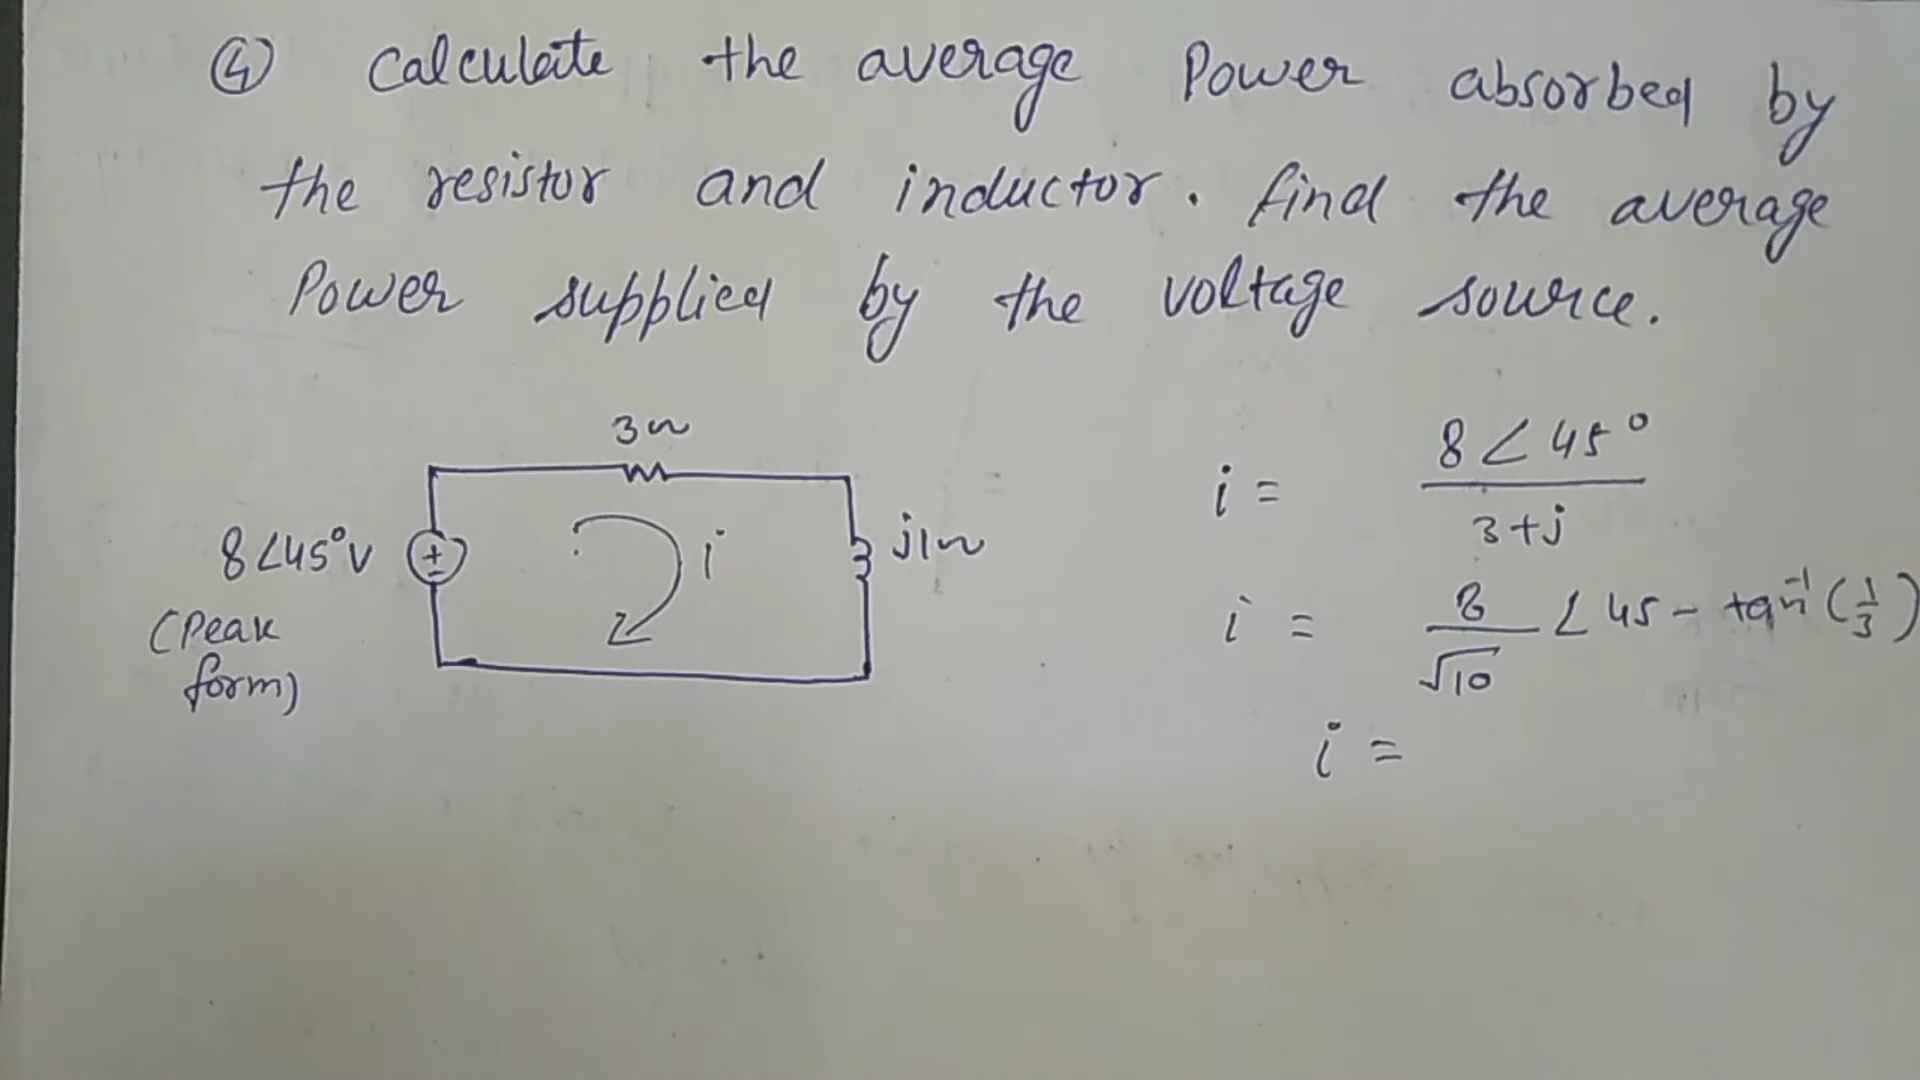 ④ Calculate the average Power absorbed by
the resistor and inductor. find the average
Power supplied by the voltage source.
3Ω
8∠45°V
(Peak
form)
+
-
i
j1Ω
i = 8∠45° / 3+j
i = 8/√10 ∠45 - tan⁻¹(1/3)
i =